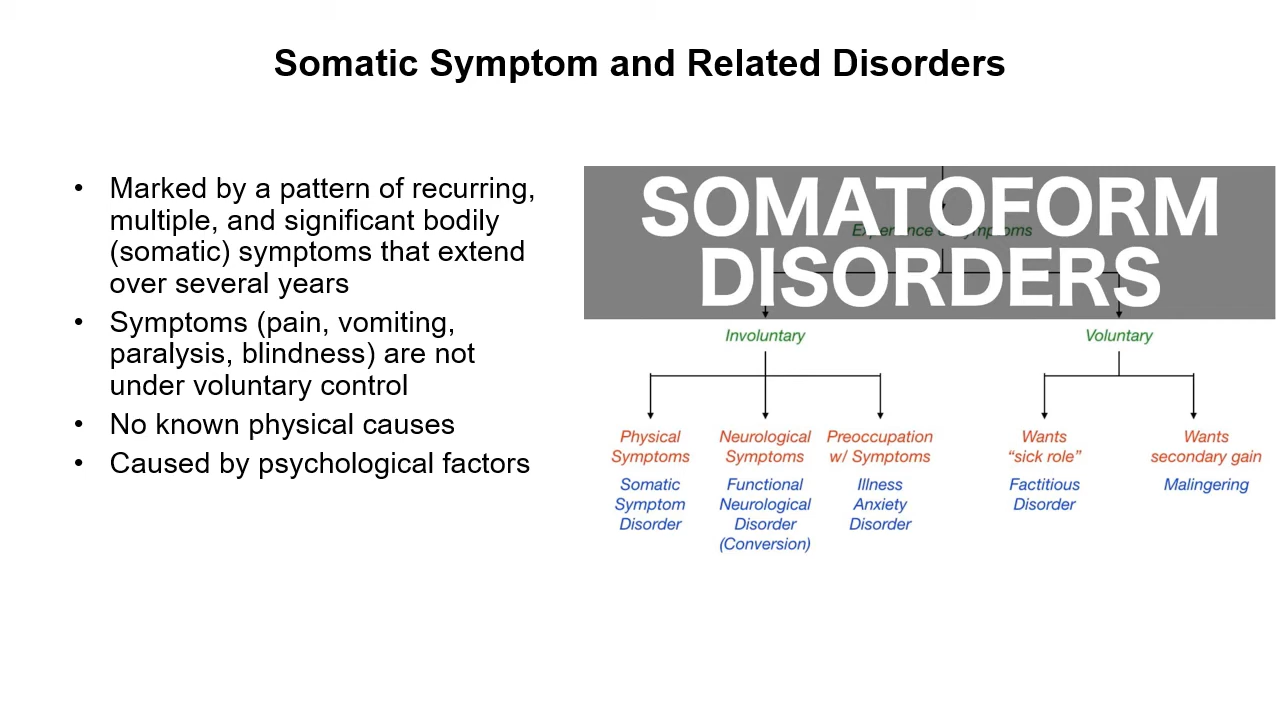 Somatic Symptom and Related Disorders
• Marked by a pattern of recurring,
multiple, and significant bodily
(somatic) symptoms that extend
over several years
• Symptoms (pain, vomiting,
paralysis, blindness) are not
under voluntary control
• No known physical causes
• Caused by psychological factors
SOMATOFORM
DISORDERS
Involuntary
Voluntary
Physical
Symptoms
Somatic
Symptom
Disorder
Neurological
Symptoms
Functional
Neurological
Disorder
(Conversion)
Preoccupation
w/ Symptoms
Illness
Anxiety
Disorder
Wants
“sick role”
Factitious
Disorder
Wants
secondary gain
Malingering